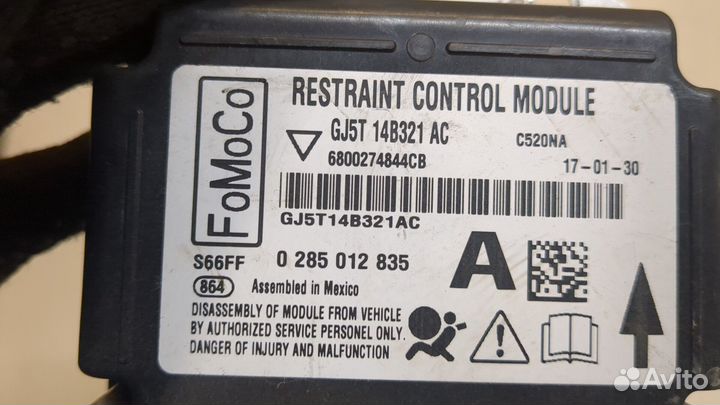 FoMoCo
RESTRAINT CONTROL MODULE
GJ5T 14B321 AC
C520NA
6800274844CB
17-01-30
GJ5T14B321AC
S66FF
0 285 012 835
A
864
Assembled in Mexico
DISASSEMBLY OF MODULE FROM VEHICLE
BY AUTHORIZED SERVICE PERSONEL ONLY.
DANGER OF INJURY AND MALFUNCTION
Avito